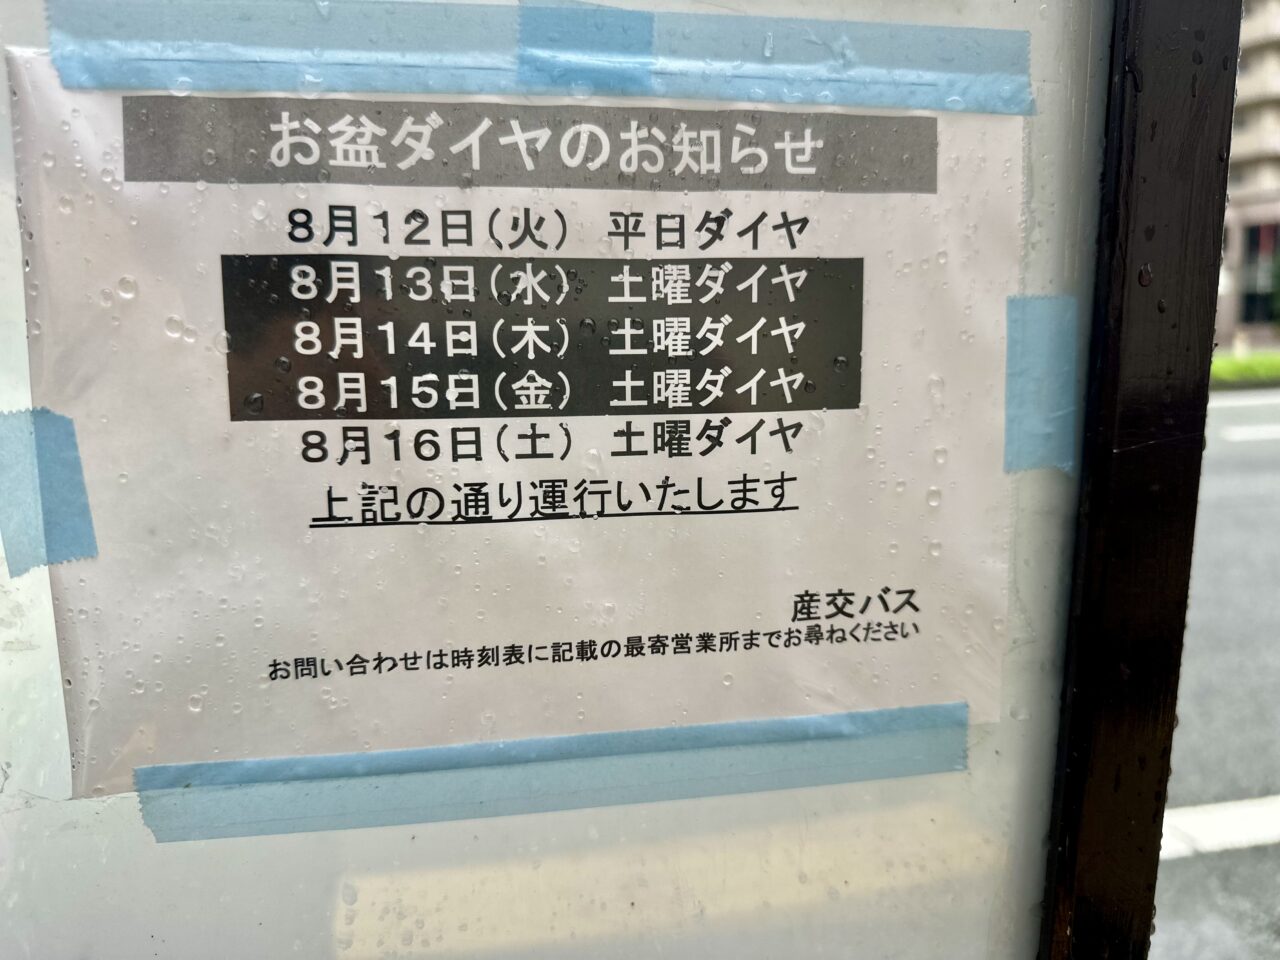 お盆ダイヤのお知らせ
8月12日(火) 平日ダイヤ
8月13日(水) 土曜ダイヤ
8月14日(木) 土曜ダイヤ
8月15日(金) 土曜ダイヤ
8月16日(土) 土曜ダイヤ
上記の通り運行いたします
産交バス
お問い合わせは時刻表に記載の最寄営業所までお尋ねください